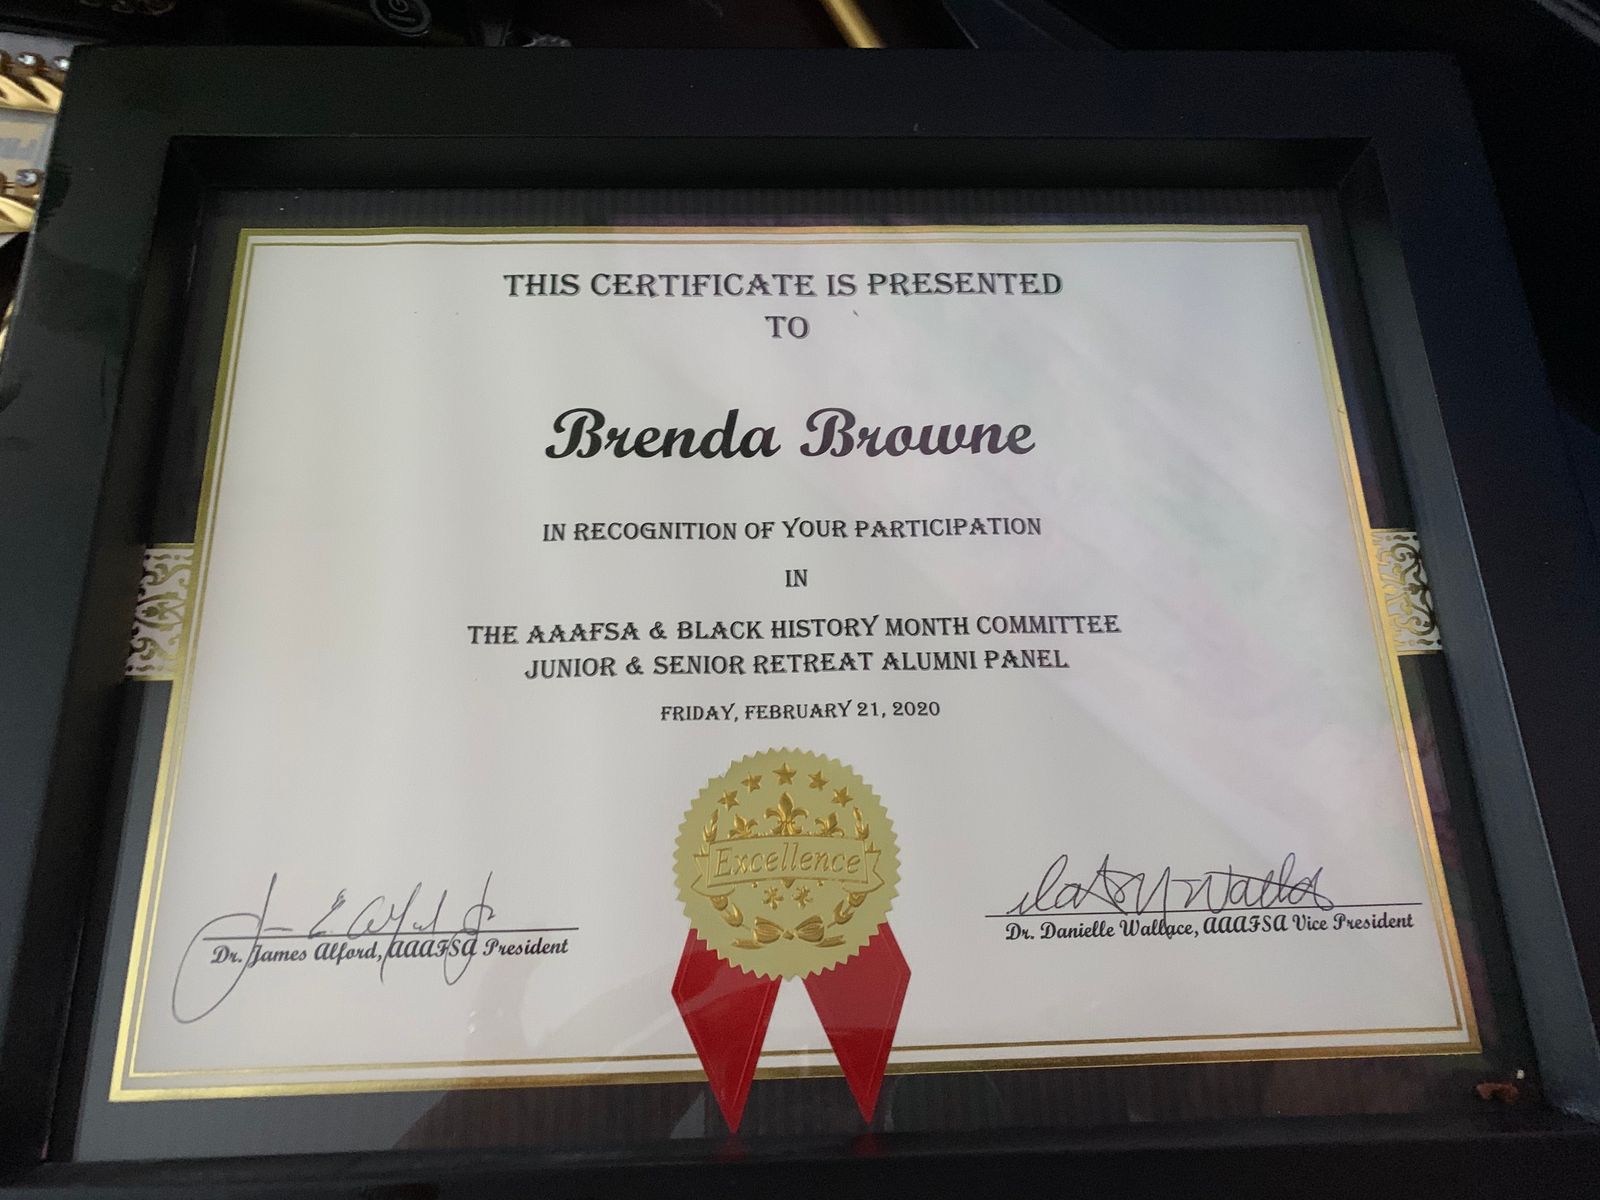 THIS CERTIFICATE IS PRESENTED
TO
Brenda Browne
IN RECOGNITION OF YOUR PARTICIPATION
IN
THE AAAFSA & BLACK HISTORY MONTH COMMITTEE
JUNIOR & SENIOR RETREAT ALUMNI PANEL
FRIDAY, FEBRUARY 21, 2020
Excellence
Dr. James Alford, AAAFSA President
Dr. Danielle Wallace, AAAFSA Vice President